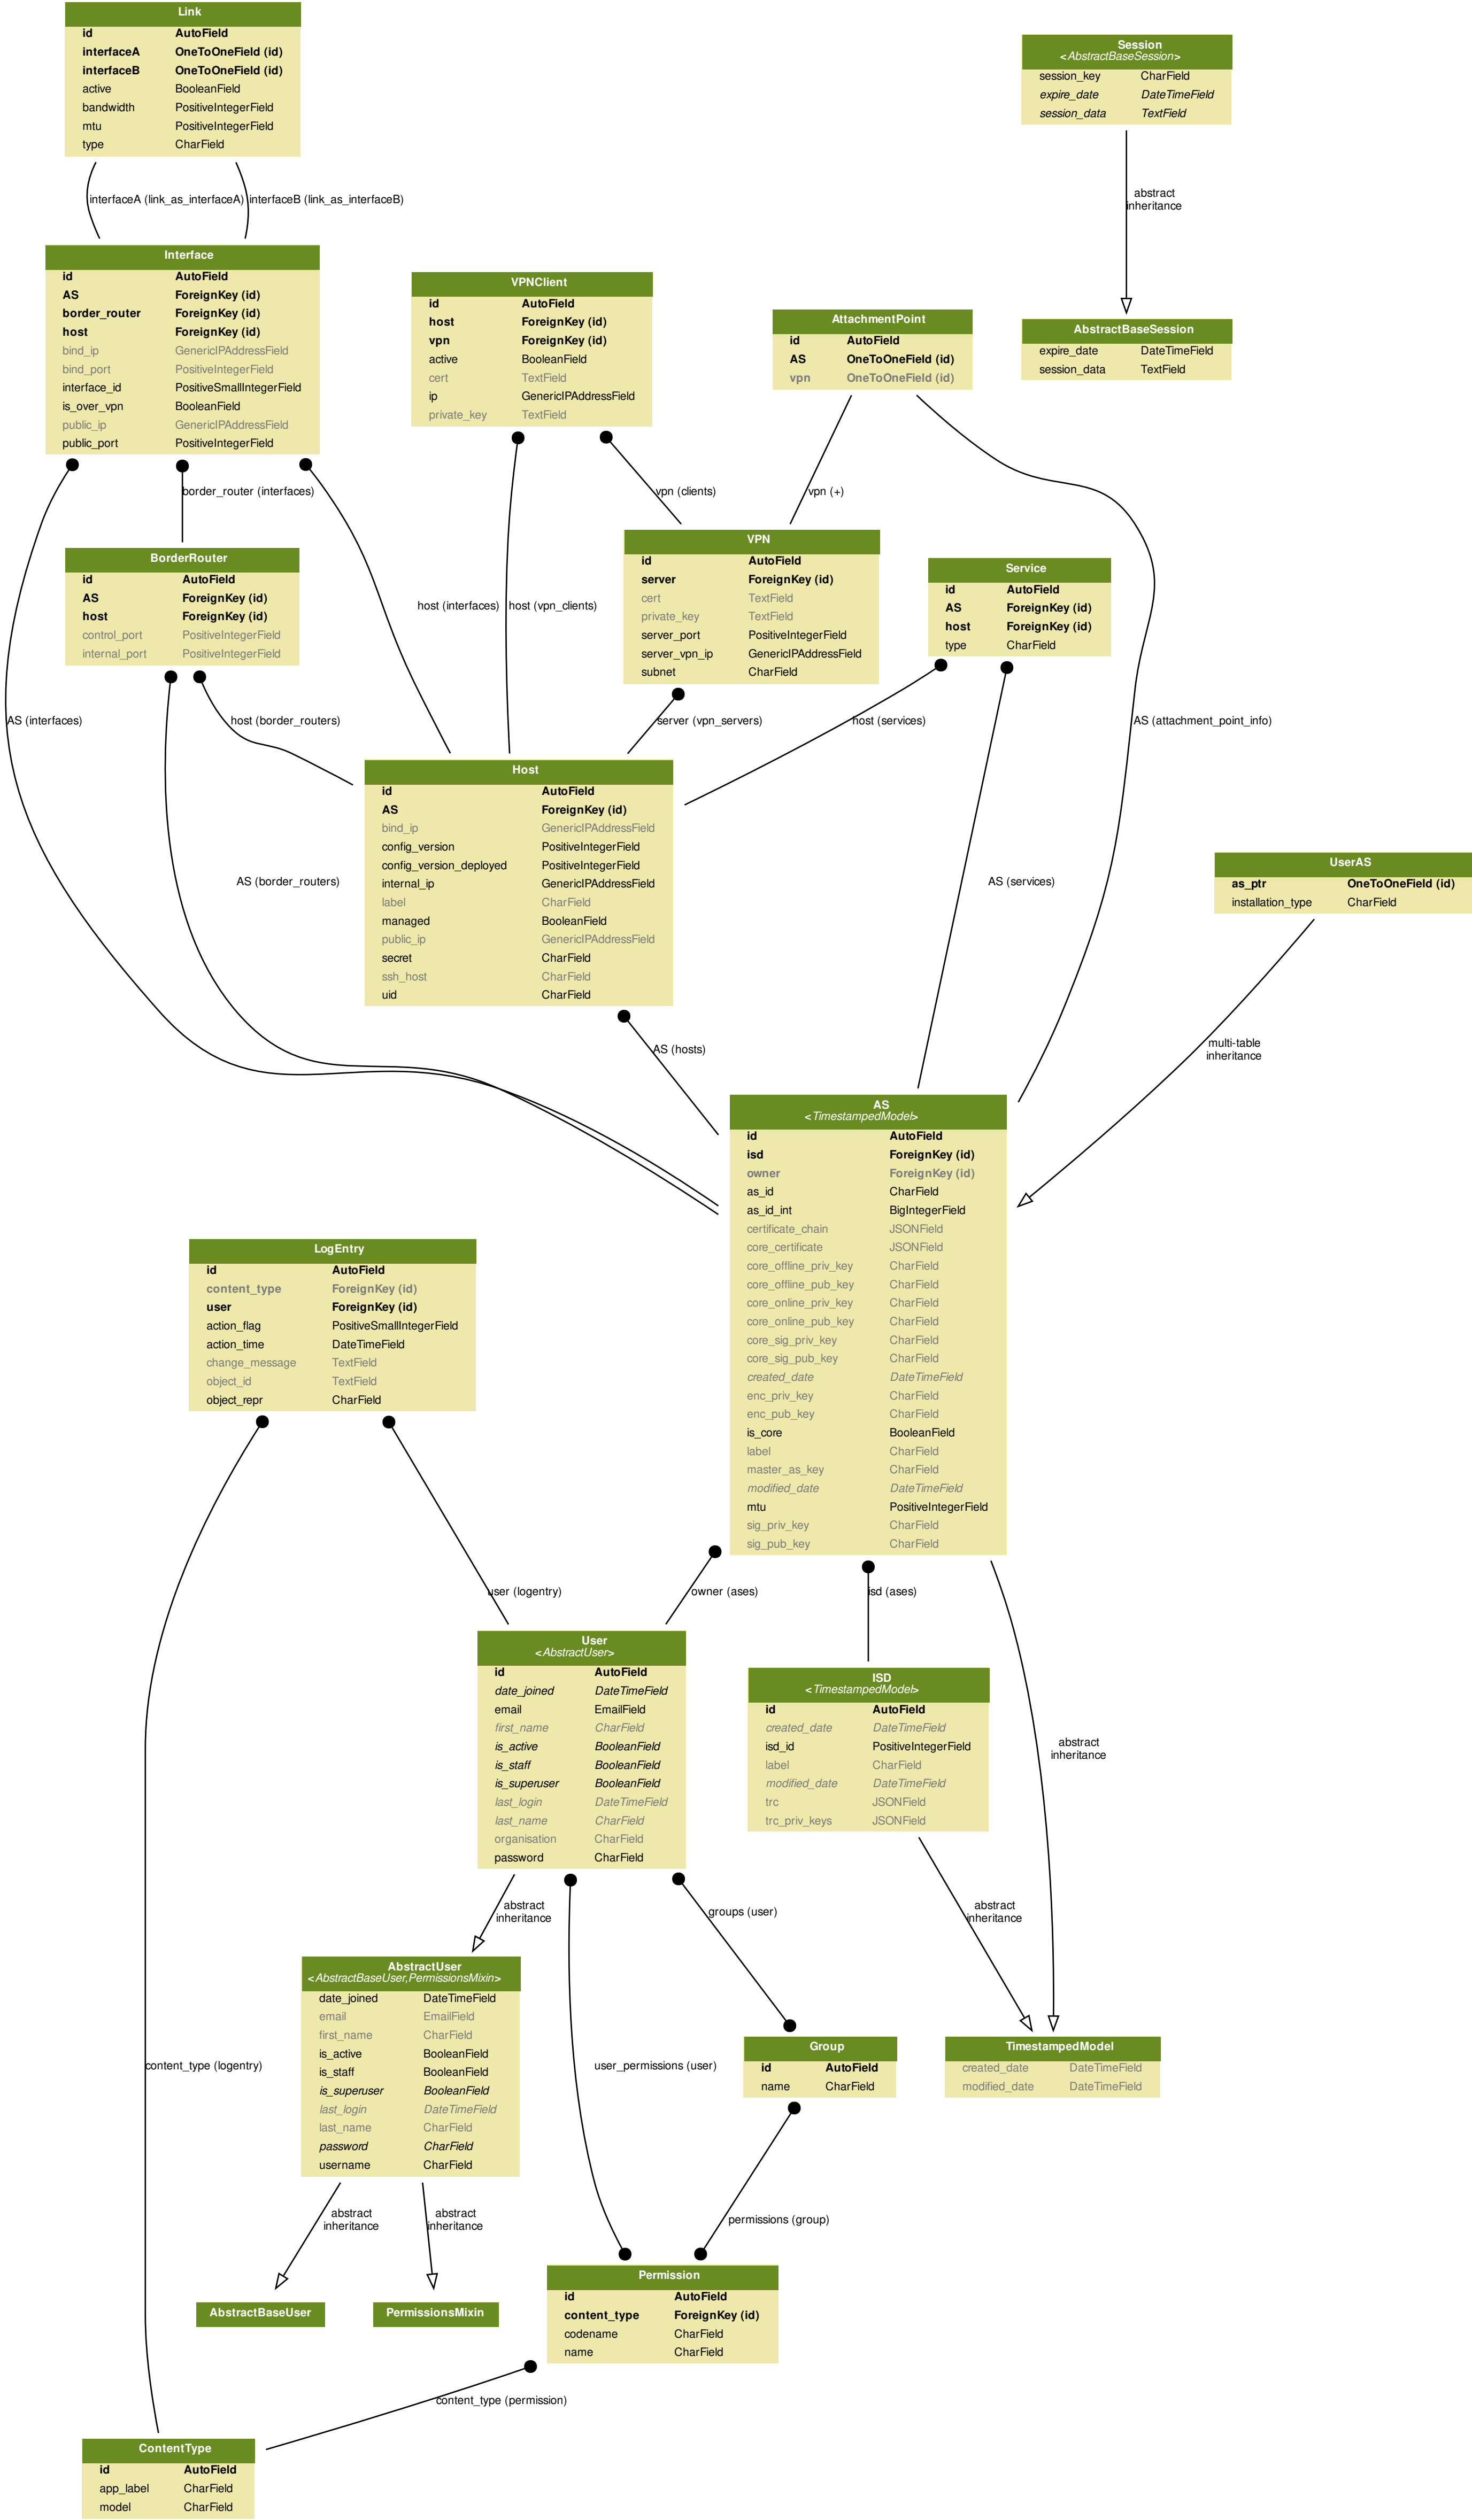 Link
id AutoField
interfaceA OneToOneField (id)
interfaceB OneToOneField (id)
active BooleanField
bandwidth PositiveIntegerField
mtu PositiveIntegerField
type CharField
Session
<AbstractBaseSession>
session_key CharField
expire_date DateTimeField
session_data TextField
interfaceA (link_as_interfaceA)
interfaceB (link_as_interfaceB)
abstract
inheritance
Interface
id AutoField
AS ForeignKey (id)
border_router ForeignKey (id)
host ForeignKey (id)
bind_ip GenericIPAddressField
bind_port PositiveIntegerField
interface_id PositiveSmallIntegerField
is_over_vpn BooleanField
public_ip GenericIPAddressField
public_port PositiveIntegerField
VPNClient
id AutoField
host ForeignKey (id)
vpn ForeignKey (id)
active BooleanField
cert TextField
ip GenericIPAddressField
private_key TextField
AttachmentPoint
id AutoField
AS OneToOneField (id)
vpn OneToOneField (id)
AbstractBaseSession
expire_date DateTimeField
session_data TextField
border_router (interfaces)
vpn (clients)
vpn (+)
BorderRouter
id AutoField
AS ForeignKey (id)
host ForeignKey (id)
control_port PositiveIntegerField
internal_port PositiveIntegerField
host (interfaces)
host (vpn_clients)
VPN
id AutoField
server ForeignKey (id)
cert TextField
private_key TextField
server_port PositiveIntegerField
server_vpn_ip GenericIPAddressField
subnet CharField
Service
id AutoField
AS ForeignKey (id)
host ForeignKey (id)
type CharField
AS (interfaces)
host (border_routers)
server (vpn_servers)
host (services)
AS (attachment_point_info)
Host
id AutoField
AS ForeignKey (id)
bind_ip GenericIPAddressField
config_version PositiveIntegerField
config_version_deployed PositiveIntegerField
internal_ip GenericIPAddressField
label CharField
managed BooleanField
public_ip GenericIPAddressField
secret CharField
ssh_host CharField
uid CharField
AS (border_routers)
AS (services)
UserAS
as_ptr OneToOneField (id)
installation_type CharField
AS (hosts)
multi-table
inheritance
AS
<TimestampedModel>
id AutoField
isd ForeignKey (id)
owner ForeignKey (id)
as_id CharField
as_id_int BigIntegerField
certificate_chain JSONField
core_certificate JSONField
core_offline_priv_key CharField
core_offline_pub_key CharField
core_online_priv_key CharField
core_online_pub_key CharField
core_sig_priv_key CharField
core_sig_pub_key CharField
created_date DateTimeField
enc_priv_key CharField
enc_pub_key CharField
is_core BooleanField
label CharField
master_as_key CharField
modified_date DateTimeField
mtu PositiveIntegerField
sig_priv_key CharField
sig_pub_key CharField
LogEntry
id AutoField
content_type ForeignKey (id)
user ForeignKey (id)
action_flag PositiveSmallIntegerField
action_time DateTimeField
change_message TextField
object_id TextField
object_repr CharField
user (logentry)
owner (ases)
isd (ases)
User
<AbstractUser>
id AutoField
date_joined DateTimeField
email EmailField
first_name CharField
is_active BooleanField
is_staff BooleanField
is_superuser BooleanField
last_login DateTimeField
last_name CharField
organisation CharField
password CharField
ISD
<TimestampedModel>
id AutoField
created_date DateTimeField
isd_id PositiveIntegerField
label CharField
modified_date DateTimeField
trc JSONField
trc_priv_keys JSONField
abstract
inheritance
abstract
inheritance
groups (user)
abstract
inheritance
AbstractUser
<AbstractBaseUser,PermissionsMixin>
date_joined DateTimeField
email EmailField
first_name CharField
is_active BooleanField
is_staff BooleanField
is_superuser BooleanField
last_login DateTimeField
last_name CharField
password CharField
username CharField
content_type (logentry)
user_permissions (user)
Group
id AutoField
name CharField
TimestampedModel
created_date DateTimeField
modified_date DateTimeField
abstract
inheritance
abstract
inheritance
permissions (group)
AbstractBaseUser
PermissionsMixin
Permission
id AutoField
content_type ForeignKey (id)
codename CharField
name CharField
content_type (permission)
ContentType
id AutoField
app_label CharField
model CharField